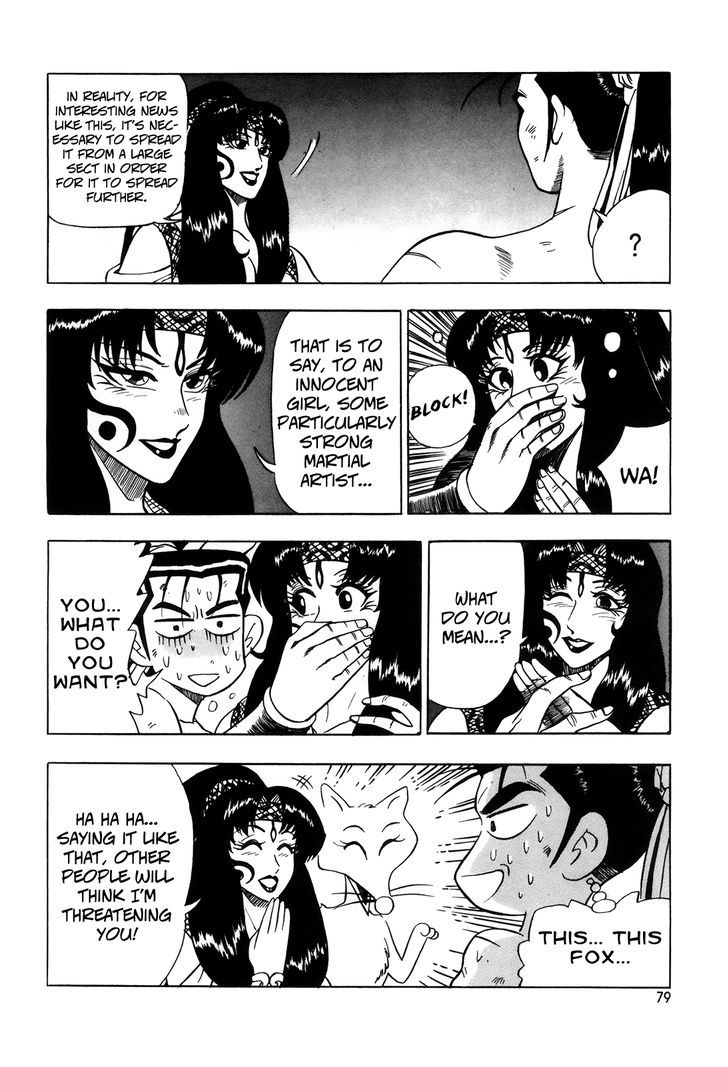 IN REALITY, FOR
INTERESTING NEWS
LIKE THIS, IT'S NEC-
ESSARY TO SPREAD
IT FROM A LARGE
SECT IN ORDER
FOR IT TO SPREAD
FURTHER.
?
THAT IS TO
SAY, TO AN
INNOCENT
GIRL, SOME
PARTICULARLY
STRONG
MARTIAL
ARTIST...
BLOCK!
WA!
YOU...
WHAT
DO
YOU
WANT?
WHAT
DO YOU
MEAN...?
HA HA HA...
SAYING IT LIKE
THAT, OTHER
PEOPLE WILL
THINK I'M
THREATENING
YOU!
THIS... THIS
FOX...
79